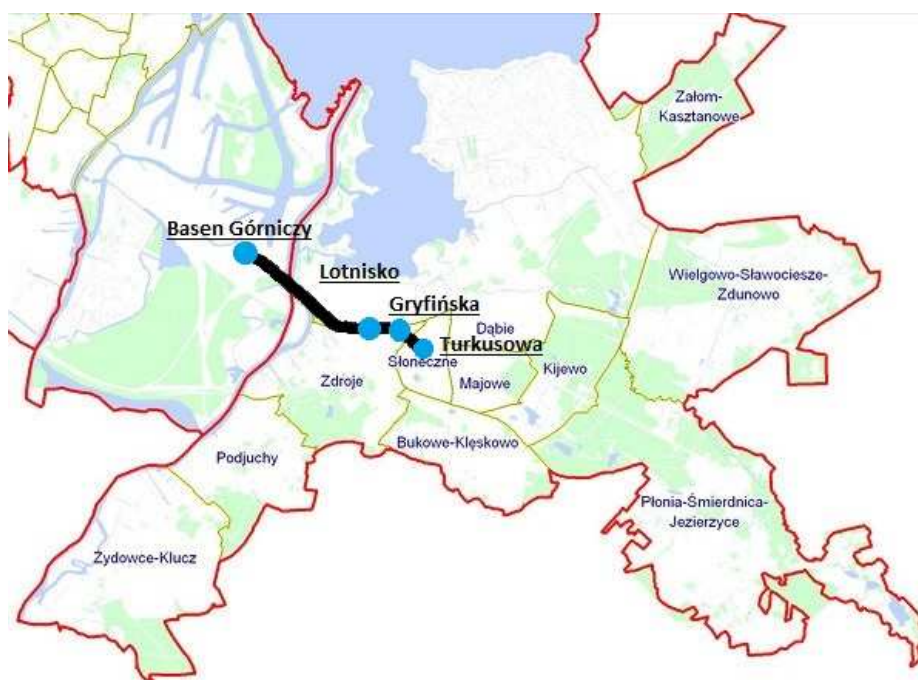 Załom-
Kasztanowe
Basen Górniczy
Lotnisko
Wielgowo-Sławociesze-
Zdunowo
Gryfińska
Dąbie
Turkusowa
Słoneczne
Kijewo
Zdroje
Majowe
Bukowe-Klęskowo
Podjuchy
Płonia-Śmierdnica-
Jezierzyce
Żydowce-Klucz